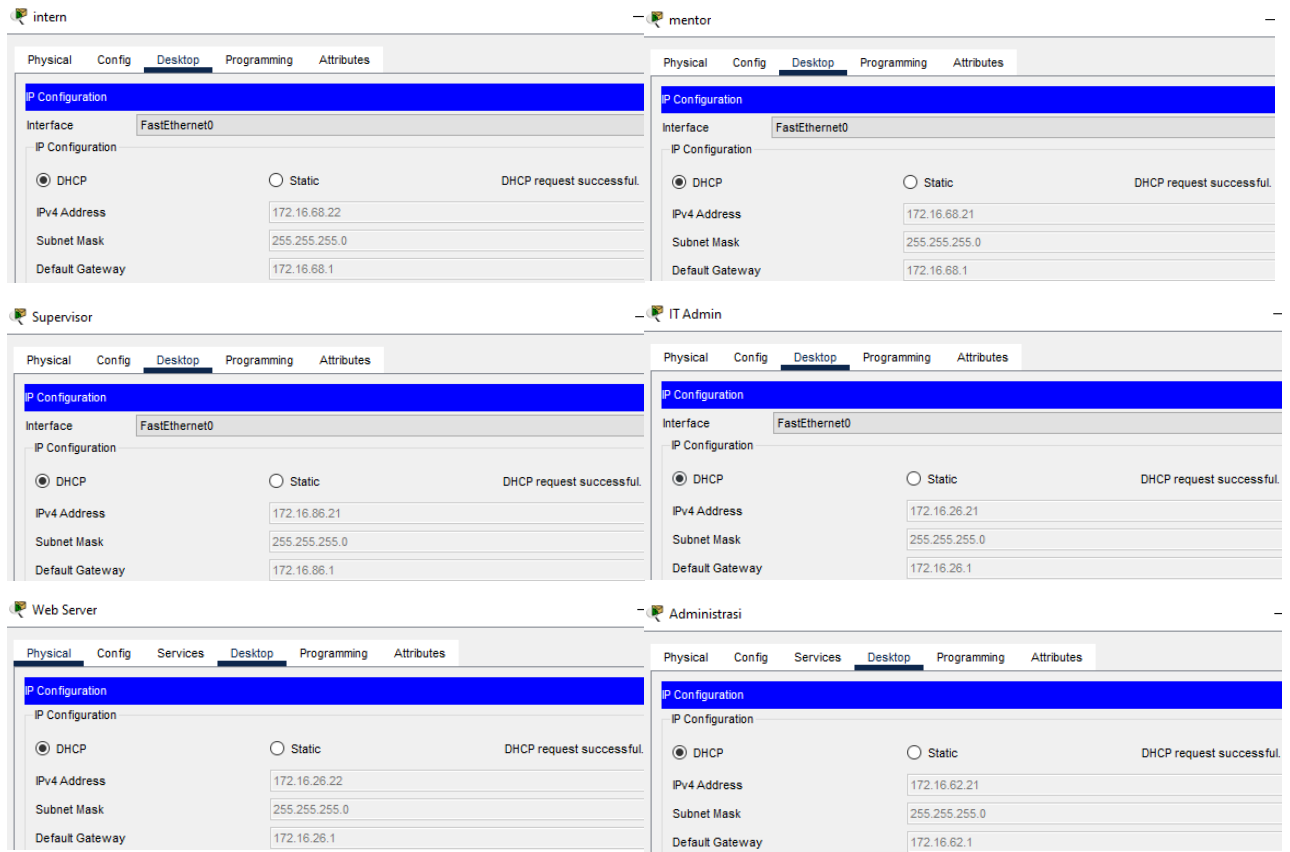 intern
Physical Config Desktop Programming Attributes
IP Configuration
Interface FastEthernet0
IP Configuration
DHCP Static DHCP request successful.
IPv4 Address 172.16.68.22
Subnet Mask 255.255.255.0
Default Gateway 172.16.68.1
mentor
Physical Config Desktop Programming Attributes
IP Configuration
Interface FastEthernet0
IP Configuration
DHCP Static DHCP request successful.
IPv4 Address 172.16.68.21
Subnet Mask 255.255.255.0
Default Gateway 172.16.68.1
Supervisor
Physical Config Desktop Programming Attributes
IP Configuration
Interface FastEthernet0
IP Configuration
DHCP Static DHCP request successful.
IPv4 Address 172.16.86.21
Subnet Mask 255.255.255.0
Default Gateway 172.16.86.1
IT Admin
Physical Config Desktop Programming Attributes
IP Configuration
Interface FastEthernet0
IP Configuration
DHCP Static DHCP request successful.
IPv4 Address 172.16.26.21
Subnet Mask 255.255.255.0
Default Gateway 172.16.26.1
Web Server
Physical Config Services Desktop Programming Attributes
IP Configuration
IP Configuration
DHCP Static DHCP request successful.
IPv4 Address 172.16.26.22
Subnet Mask 255.255.255.0
Default Gateway 172.16.26.1
Administrasi
Physical Config Services Desktop Programming Attributes
IP Configuration
IP Configuration
DHCP Static DHCP request successful.
IPv4 Address 172.16.62.21
Subnet Mask 255.255.255.0
Default Gateway 172.16.62.1